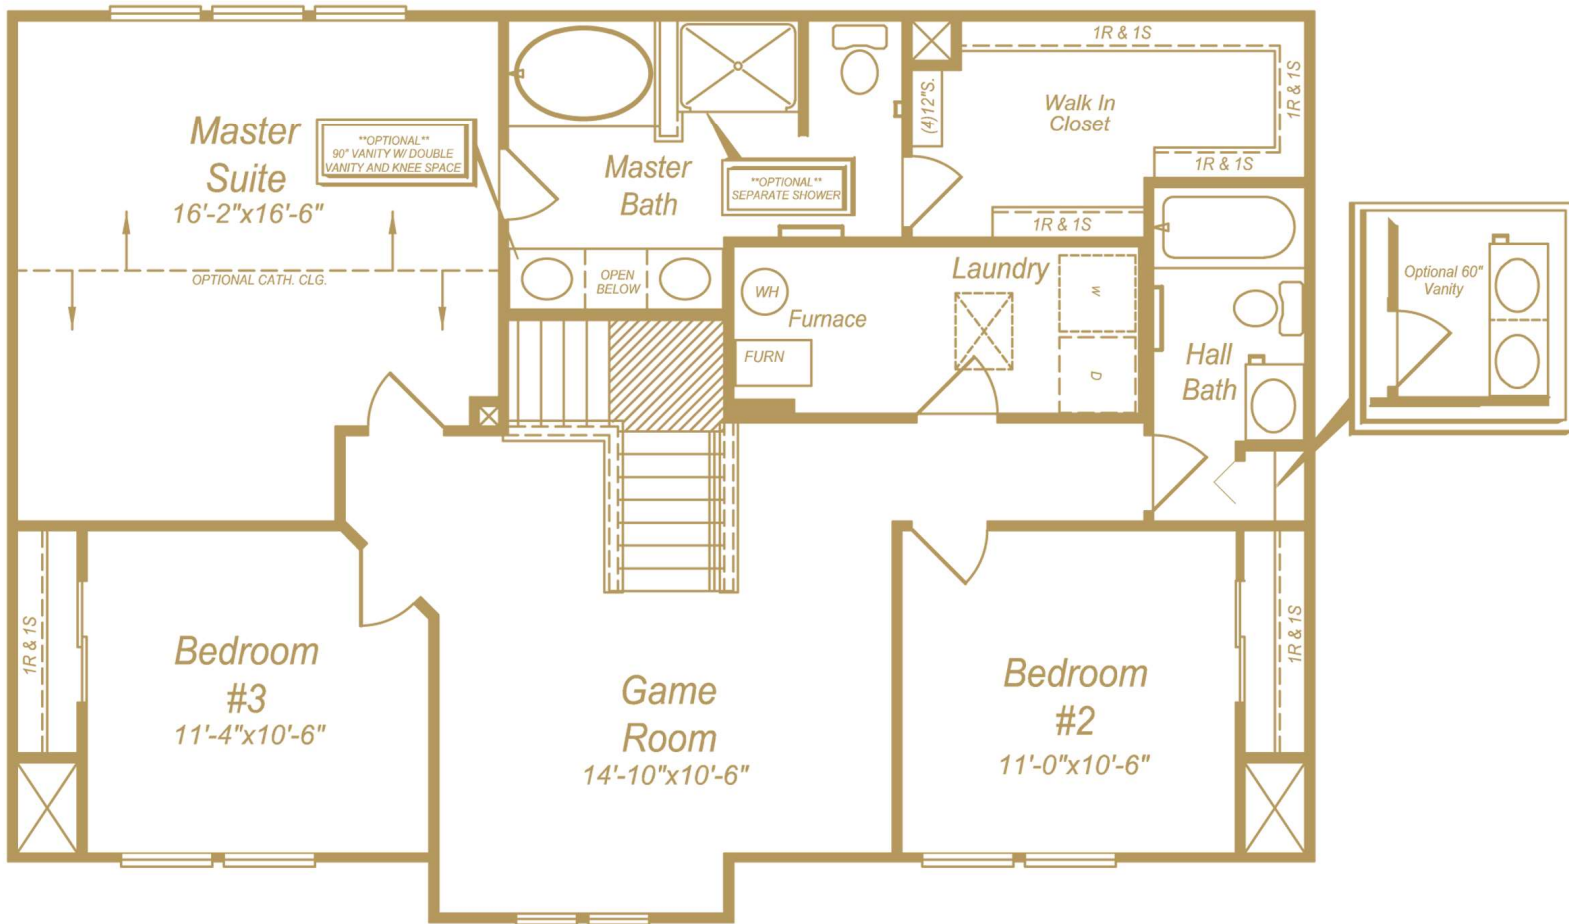 Master
Suite
16'-2"x16'-6"
**OPTIONAL**
90" VANITY W/ DOUBLE
VANITY AND KNEE SPACE
OPTIONAL CATH. CLG.
Master
Bath
**OPTIONAL**
SEPARATE SHOWER
OPEN
BELOW
(4)12"S.
Walk In
Closet
1R & 1S
1R & 1S
1R & 1S
1R & 1S
WH
Furnace
FURN
Laundry
W
D
Hall
Bath
Optional 60"
Vanity
1R & 1S
Bedroom
#3
11'-4"x10'-6"
Game
Room
14'-10"x10'-6"
Bedroom
#2
11'-0"x10'-6"
1R & 1S